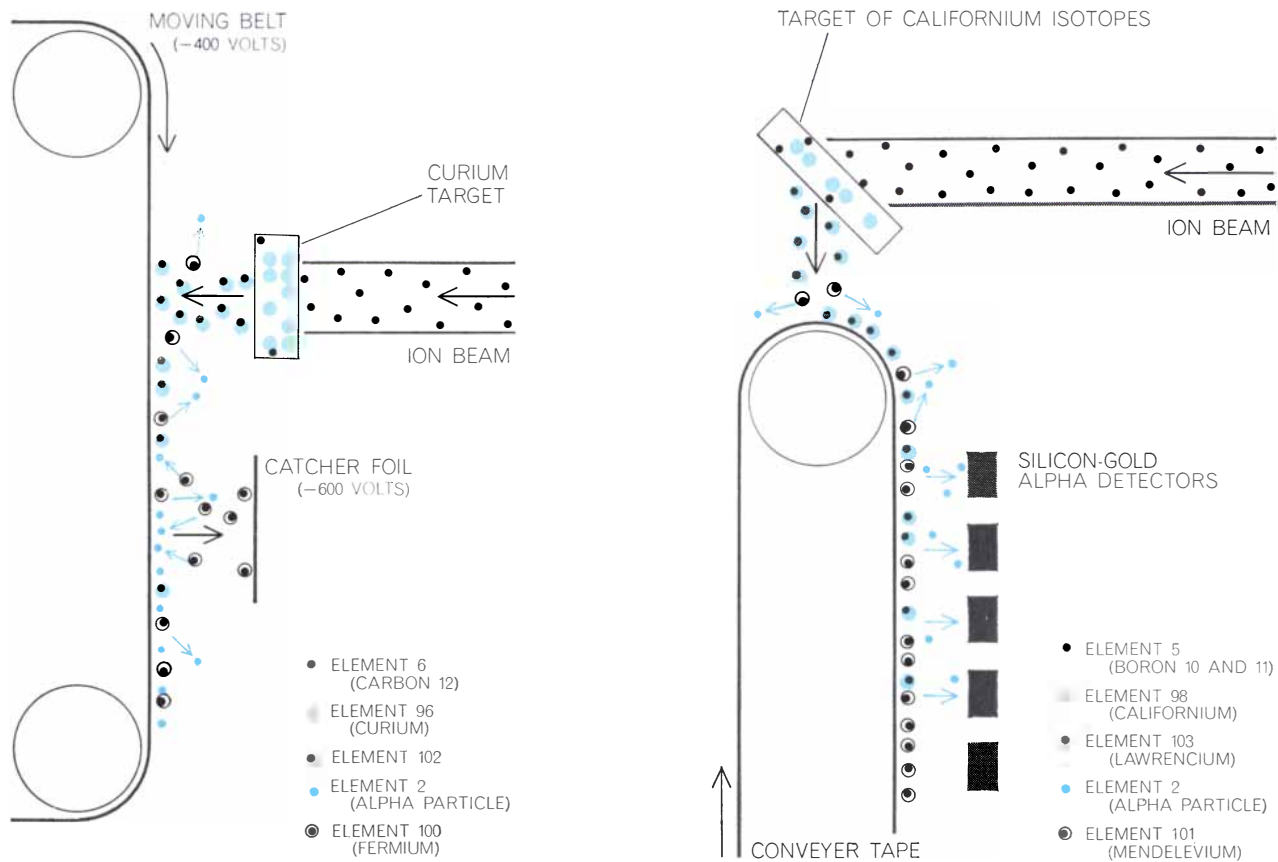 MOVING BELT
(−400 VOLTS)
CURIUM
TARGET
ION BEAM
CATCHER FOIL
(−600 VOLTS)
ELEMENT 6
(CARBON 12)
ELEMENT 96
(CURIUM)
ELEMENT 102
ELEMENT 2
(ALPHA PARTICLE)
ELEMENT 100
(FERMIUM)
TARGET OF CALIFORNIUM ISOTOPES
ION BEAM
SILICON-GOLD
ALPHA DETECTORS
ELEMENT 5
(BORON 10 AND 11)
ELEMENT 98
(CALIFORNIUM)
ELEMENT 103
(LAWRENCIUM)
ELEMENT 2
(ALPHA PARTICLE)
ELEMENT 101
(MENDELEVIUM)
CONVEYER TAPE